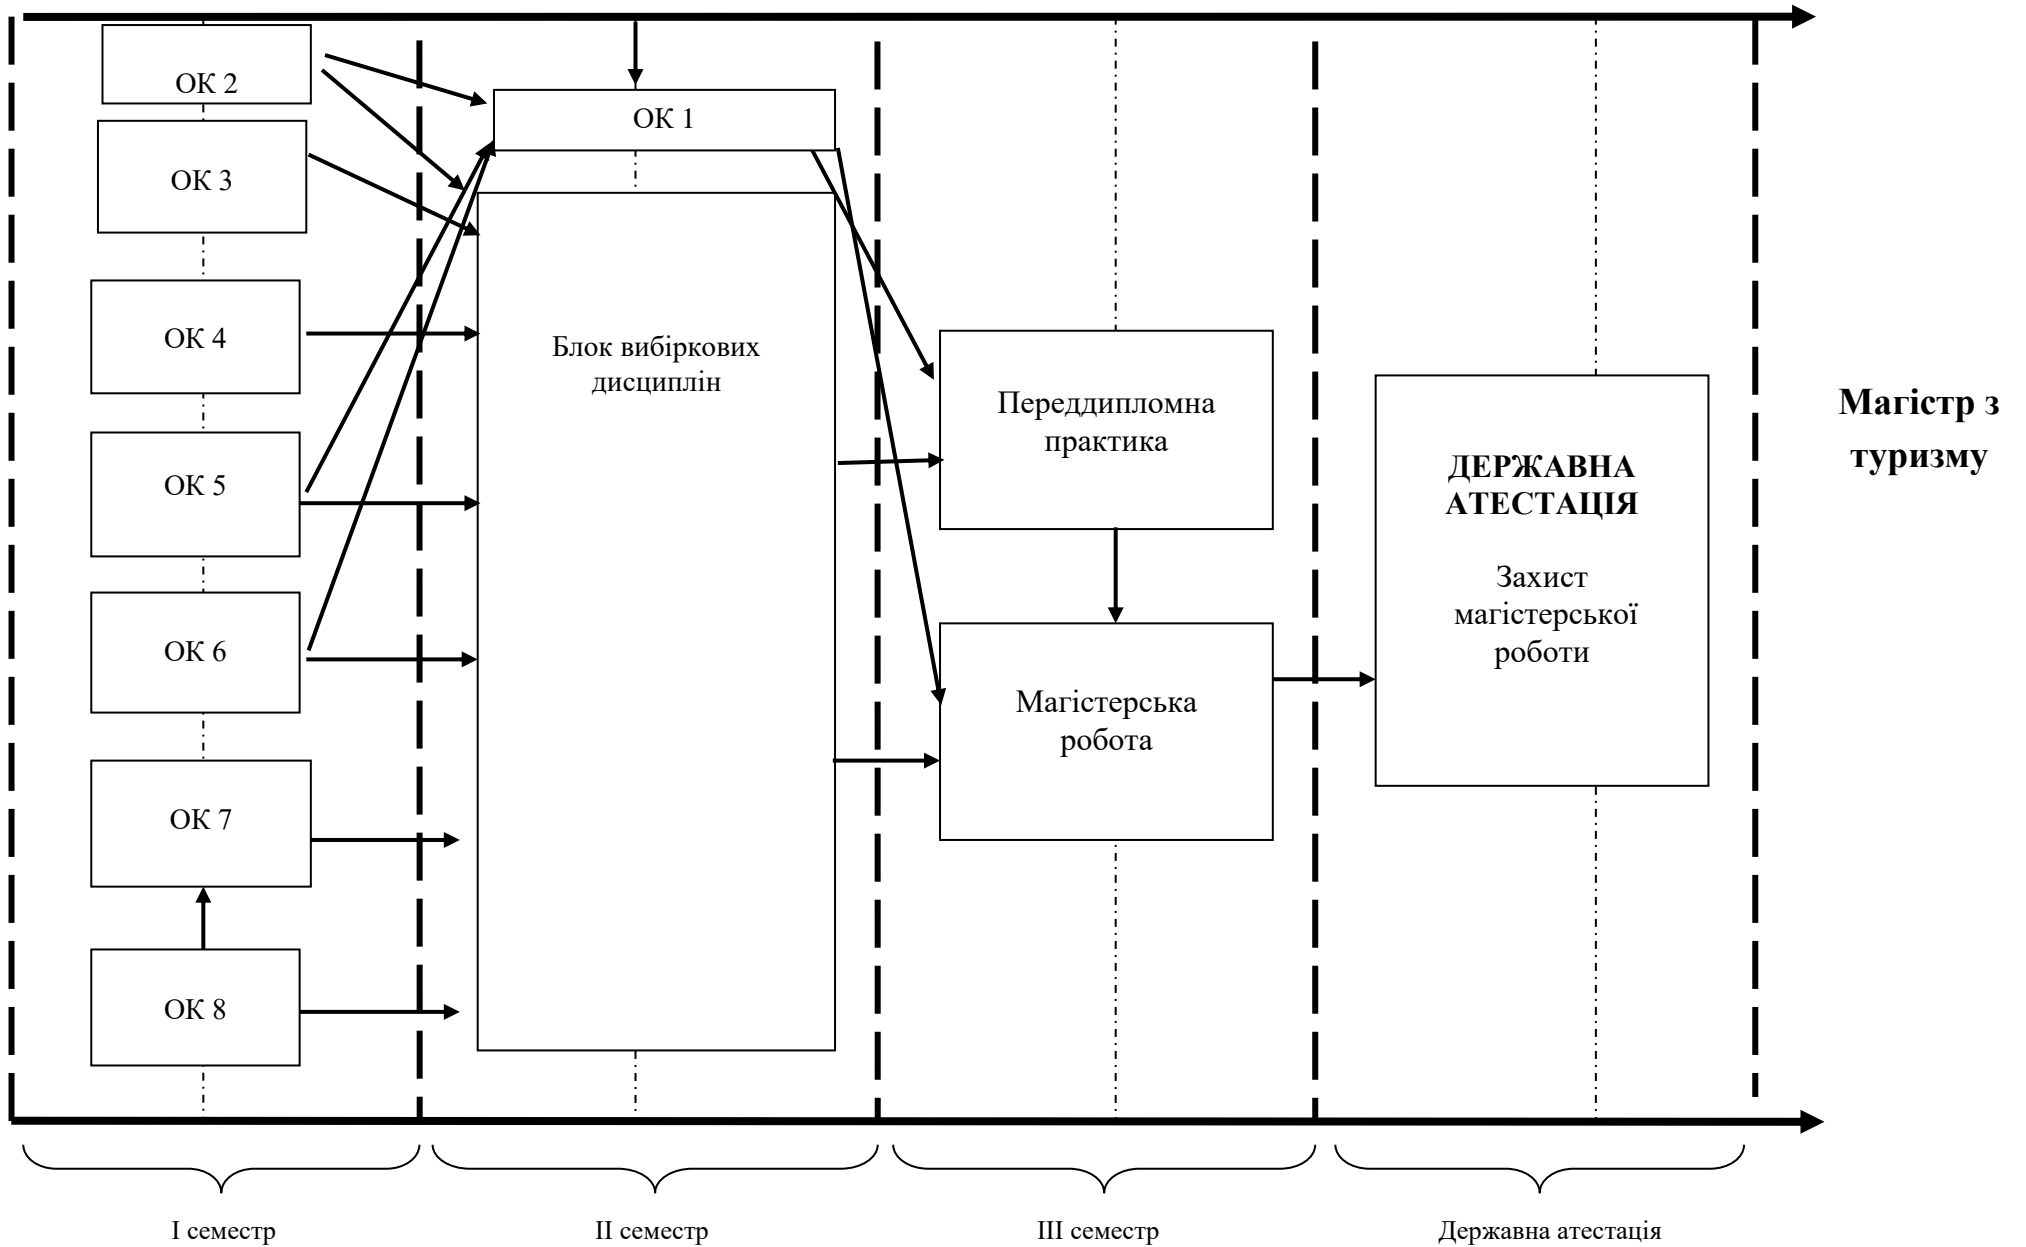 ОК 2
ОК 3
ОК 4
ОК 5
ОК 6
ОК 7
ОК 8
ОК 1
Блок вибіркових
дисциплін
Переддипломна
практика
Магістерська
робота
ДЕРЖАВНА
АТЕСТАЦІЯ
Захист
магістерської
роботи
Магістр з
туризму
І семестр
ІІ семестр
ІІІ семестр
Державна атестація